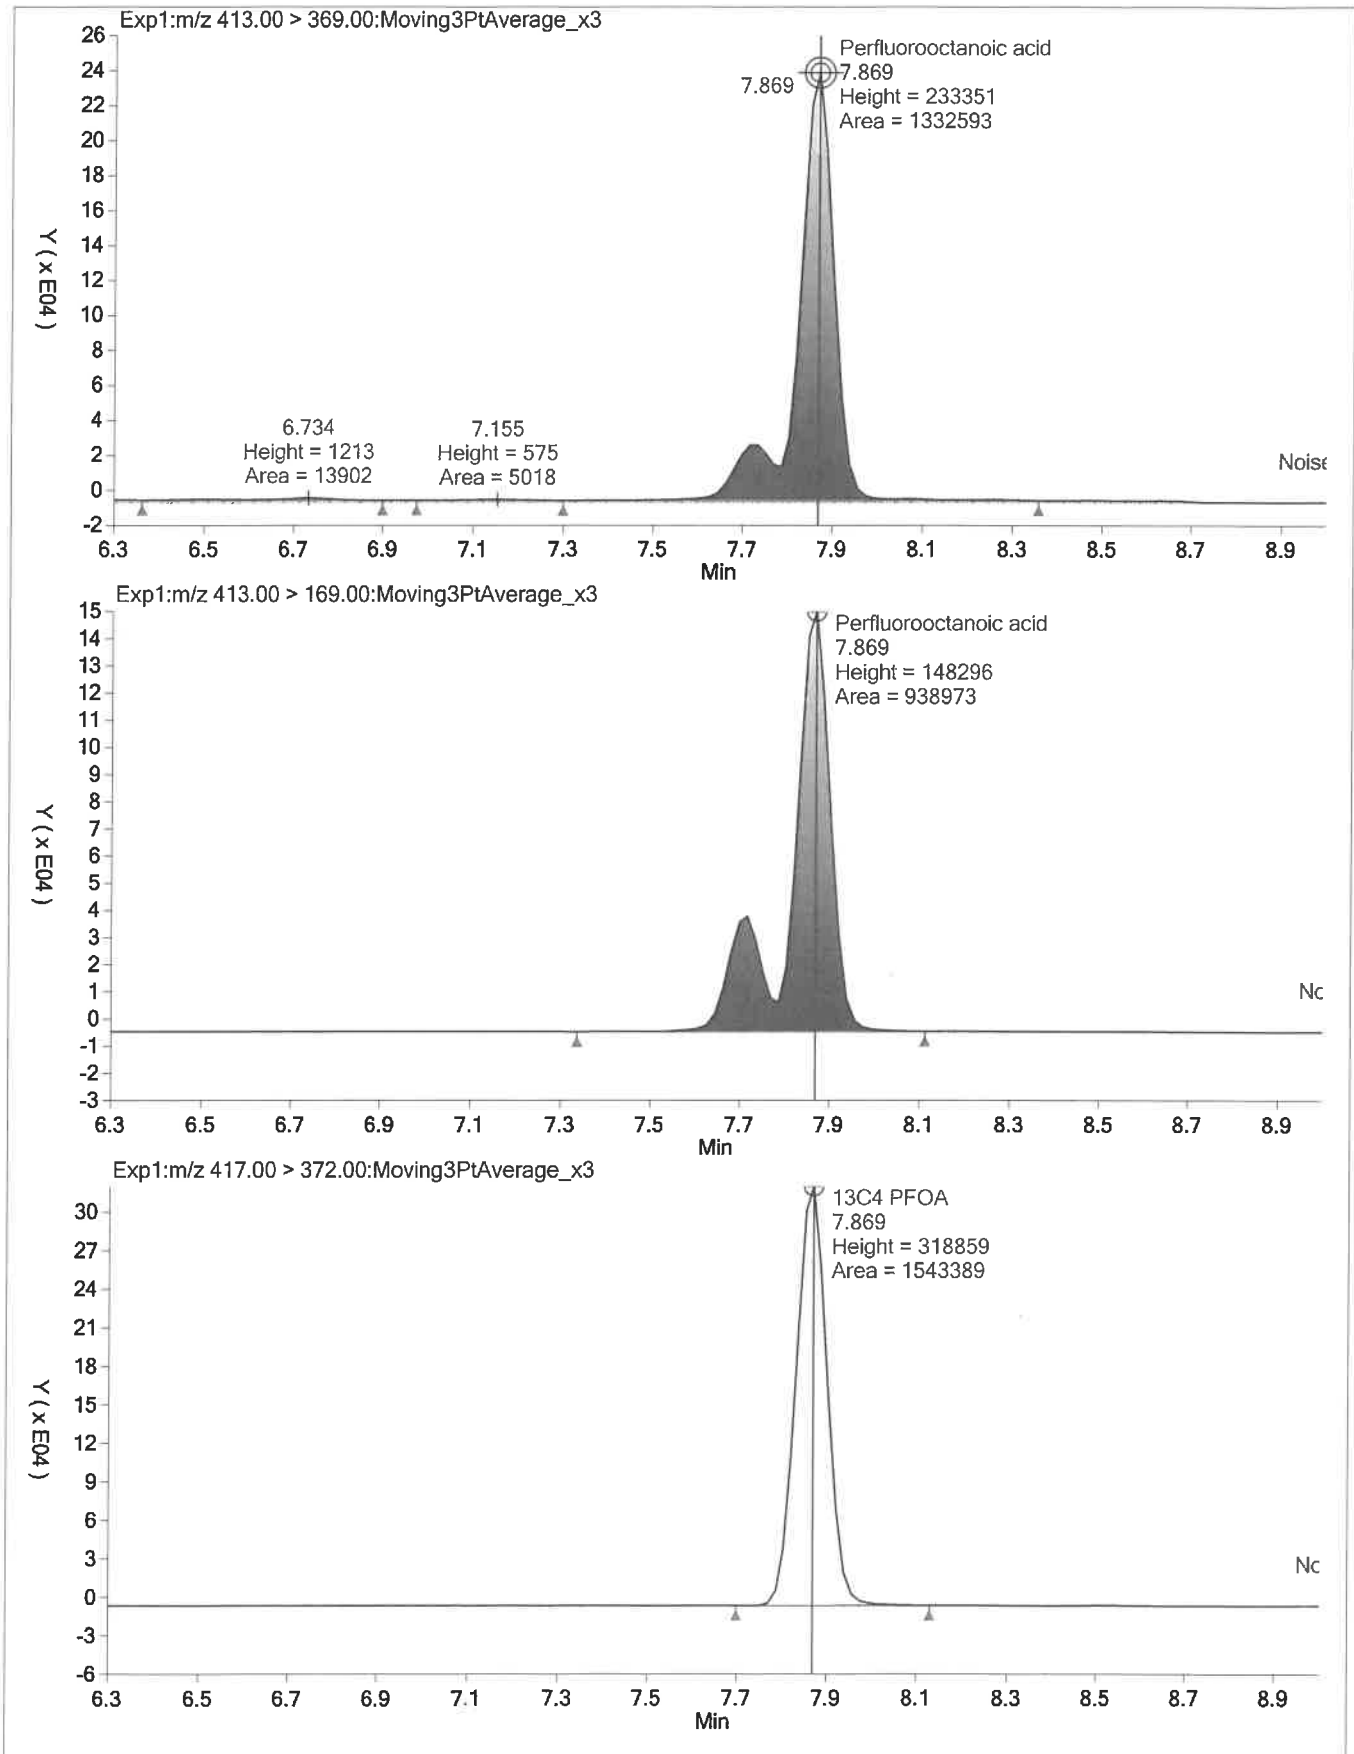 Exp1:m/z 413.00 > 369.00:Moving3PtAverage_x3
26
24
22
20
18
16
14
12
10
8
6
4
2
0
-2
Y ( x E04 )
7.869
Perfluorooctanoic acid
7.869
Height = 233351
Area = 1332593
6.734
Height = 1213
Area = 13902
7.155
Height = 575
Area = 5018
Noise
6.3 6.5 6.7 6.9 7.1 7.3 7.5 7.7 7.9 8.1 8.3 8.5 8.7 8.9
Min
Exp1:m/z 413.00 > 169.00:Moving3PtAverage_x3
15
14
13
12
11
10
9
8
7
6
5
4
3
2
1
0
-1
-2
-3
Y ( x E04 )
Perfluorooctanoic acid
7.869
Height = 148296
Area = 938973
No
6.3 6.5 6.7 6.9 7.1 7.3 7.5 7.7 7.9 8.1 8.3 8.5 8.7 8.9
Min
Exp1:m/z 417.00 > 372.00:Moving3PtAverage_x3
30
27
24
21
18
15
12
9
6
3
0
-3
-6
Y ( x E04 )
13C4 PFOA
7.869
Height = 318859
Area = 1543389
No
6.3 6.5 6.7 6.9 7.1 7.3 7.5 7.7 7.9 8.1 8.3 8.5 8.7 8.9
Min